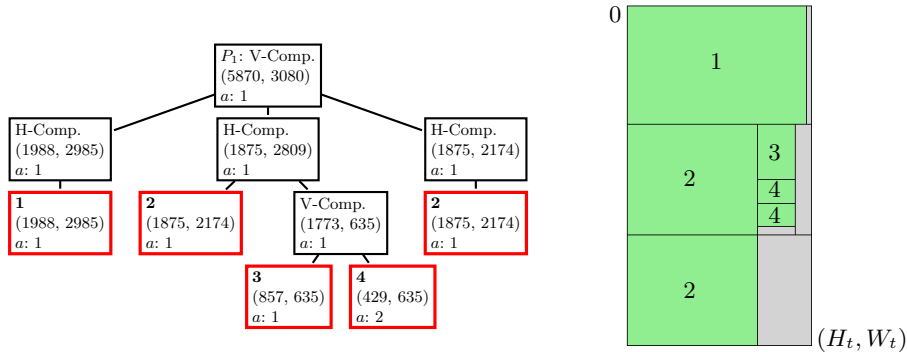 P₁: V-Comp.
(5870, 3080)
a: 1
H-Comp.
(1988, 2985)
a: 1
H-Comp.
(1875, 2809)
a: 1
H-Comp.
(1875, 2174)
a: 1
1
(1988, 2985)
a: 1
2
(1875, 2174)
a: 1
V-Comp.
(1773, 635)
a: 1
2
(1875, 2174)
a: 1
3
(857, 635)
a: 1
4
(429, 635)
a: 2
0
1
2
3
4
4
2
(Hₜ, Wₜ)